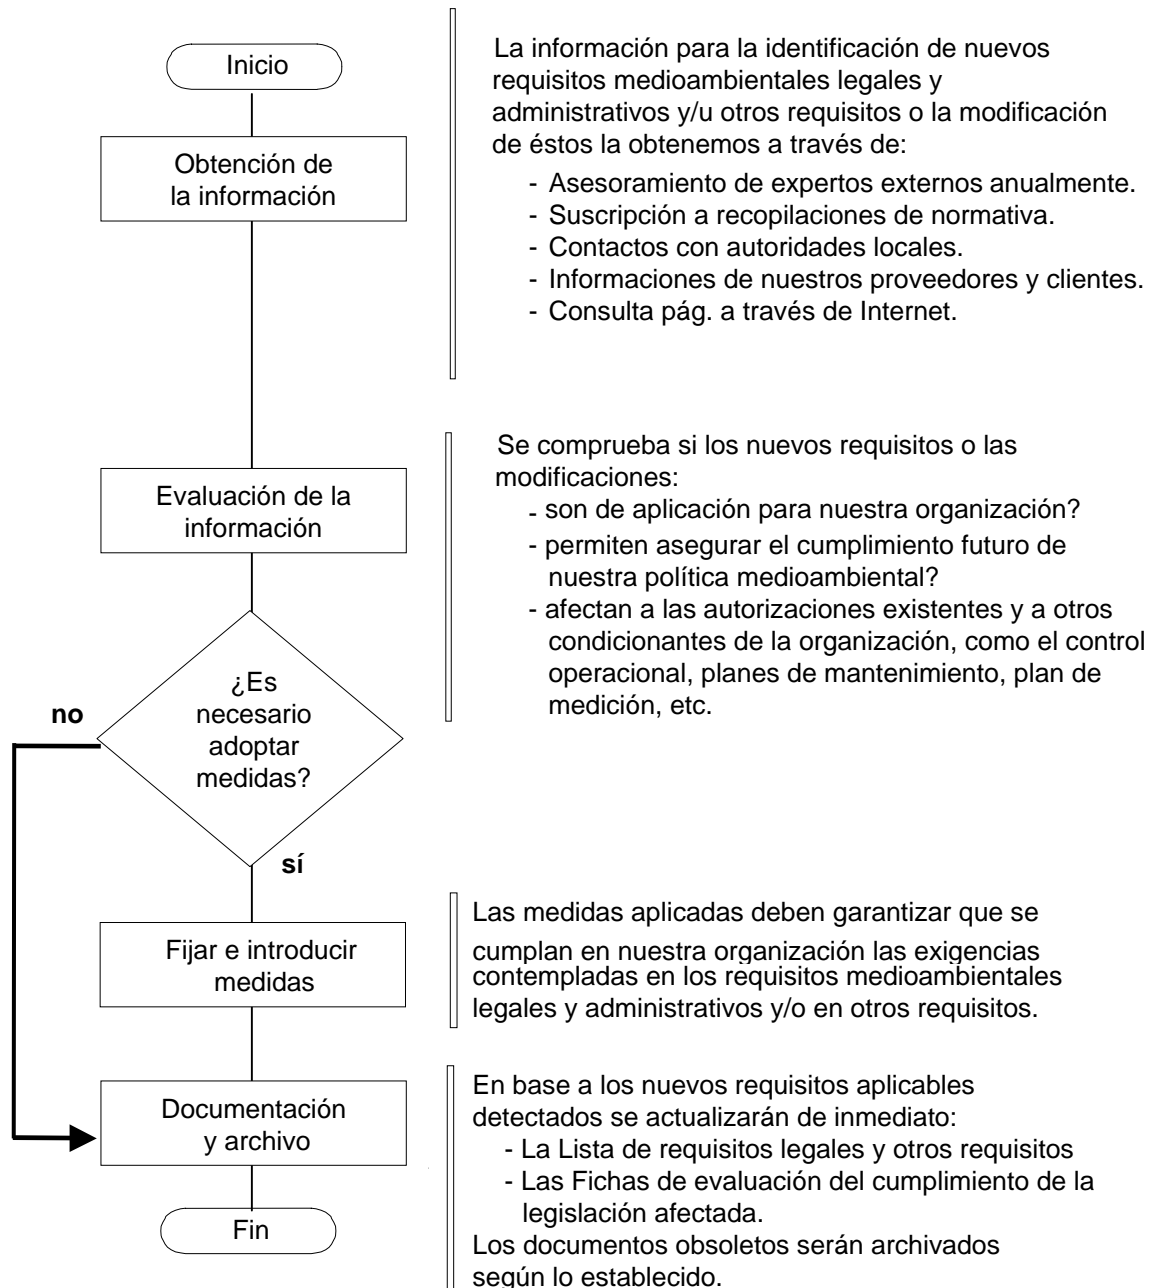 Inicio
La información para la identificación de nuevos
requisitos medioambientales legales y
administrativos y/u otros requisitos o la modificación
de éstos la obtenemos a través de:
- Asesoramiento de expertos externos anualmente.
- Suscripción a recopilaciones de normativa.
- Contactos con autoridades locales.
- Informaciones de nuestros proveedores y clientes.
- Consulta pág. a través de Internet.
Obtención de
la información
Evaluación de la
información
Se comprueba si los nuevos requisitos o las
modificaciones:
- son de aplicación para nuestra organización?
- permiten asegurar el cumplimiento futuro de
nuestra política medioambiental?
- afectan a las autorizaciones existentes y a otros
condicionantes de la organización, como el control
operacional, planes de mantenimiento, plan de
medición, etc.
¿Es
necesario
adoptar
medidas?
no
sí
Fijar e introducir
medidas
Las medidas aplicadas deben garantizar que se
cumplan en nuestra organización las exigencias
contempladas en los requisitos medioambientales
legales y administrativos y/o en otros requisitos.
Documentación
y archivo
En base a los nuevos requisitos aplicables
detectados se actualizarán de inmediato:
- La Lista de requisitos legales y otros requisitos
- Las Fichas de evaluación del cumplimiento de la
legislación afectada.
Los documentos obsoletos serán archivados
según lo establecido.
Fin